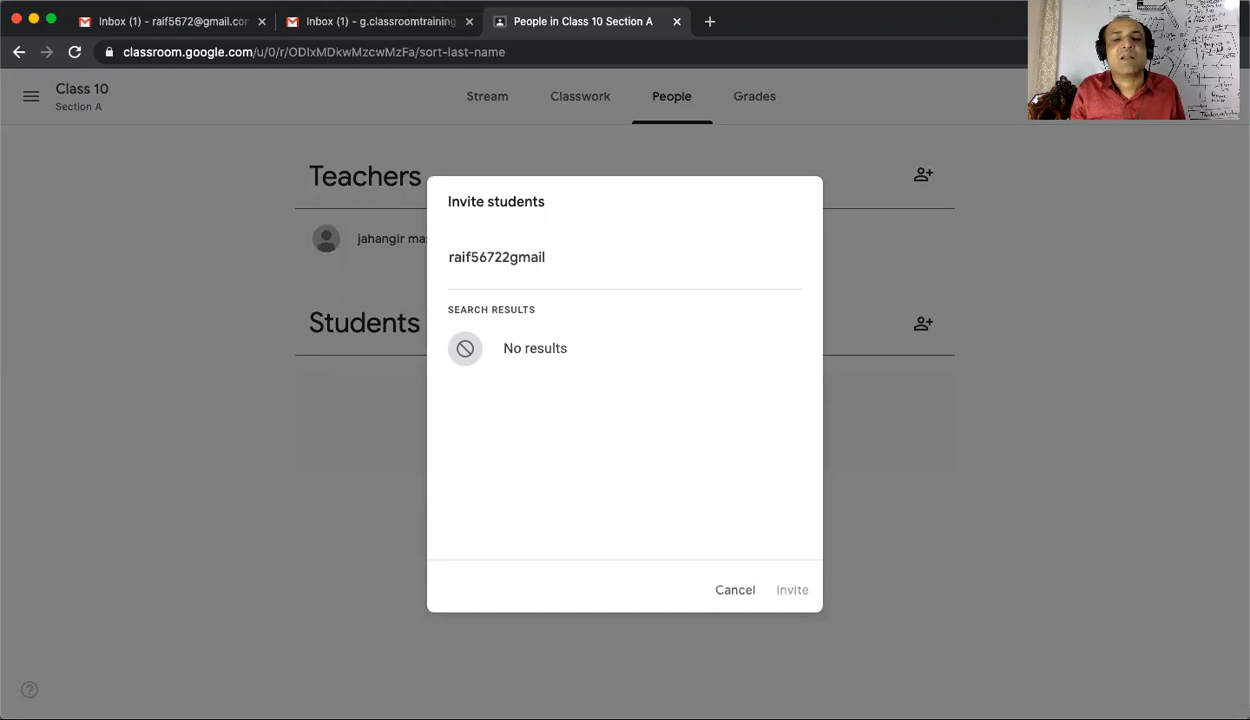 Inbox (1) - raif5672@gmail.cor
Inbox (1) - g.classroomtraining
People in Class 10 Section A
classroom.google.com/u/0/r/ODIxMDkwMzcwMzFa/sort-last-name
Class 10
Section A
Stream
Classwork
People
Grades
Teachers
jahangir mas
Students
Invite students
raif56722gmail
SEARCH RESULTS
No results
Cancel
Invite